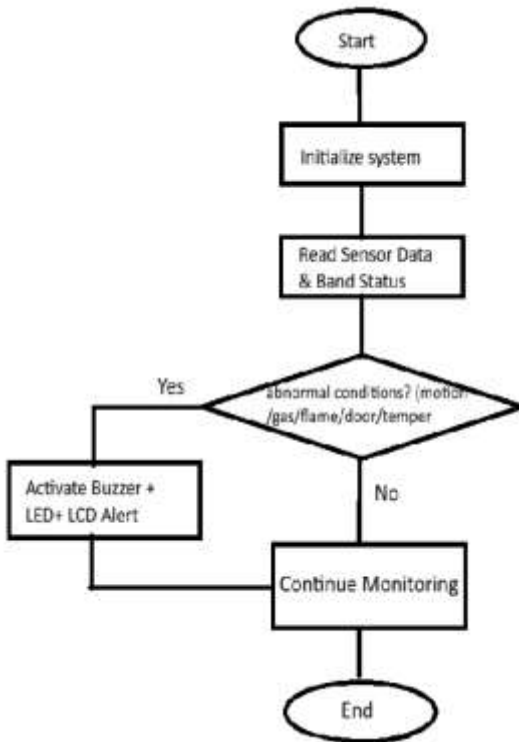 Start
Initialize system
Read Sensor Data
& Band Status
abnormal conditions? (motion
/gas/flame/door/temper
Yes
No
Activate Buzzer +
LED+ LCD Alert
Continue Monitoring
End